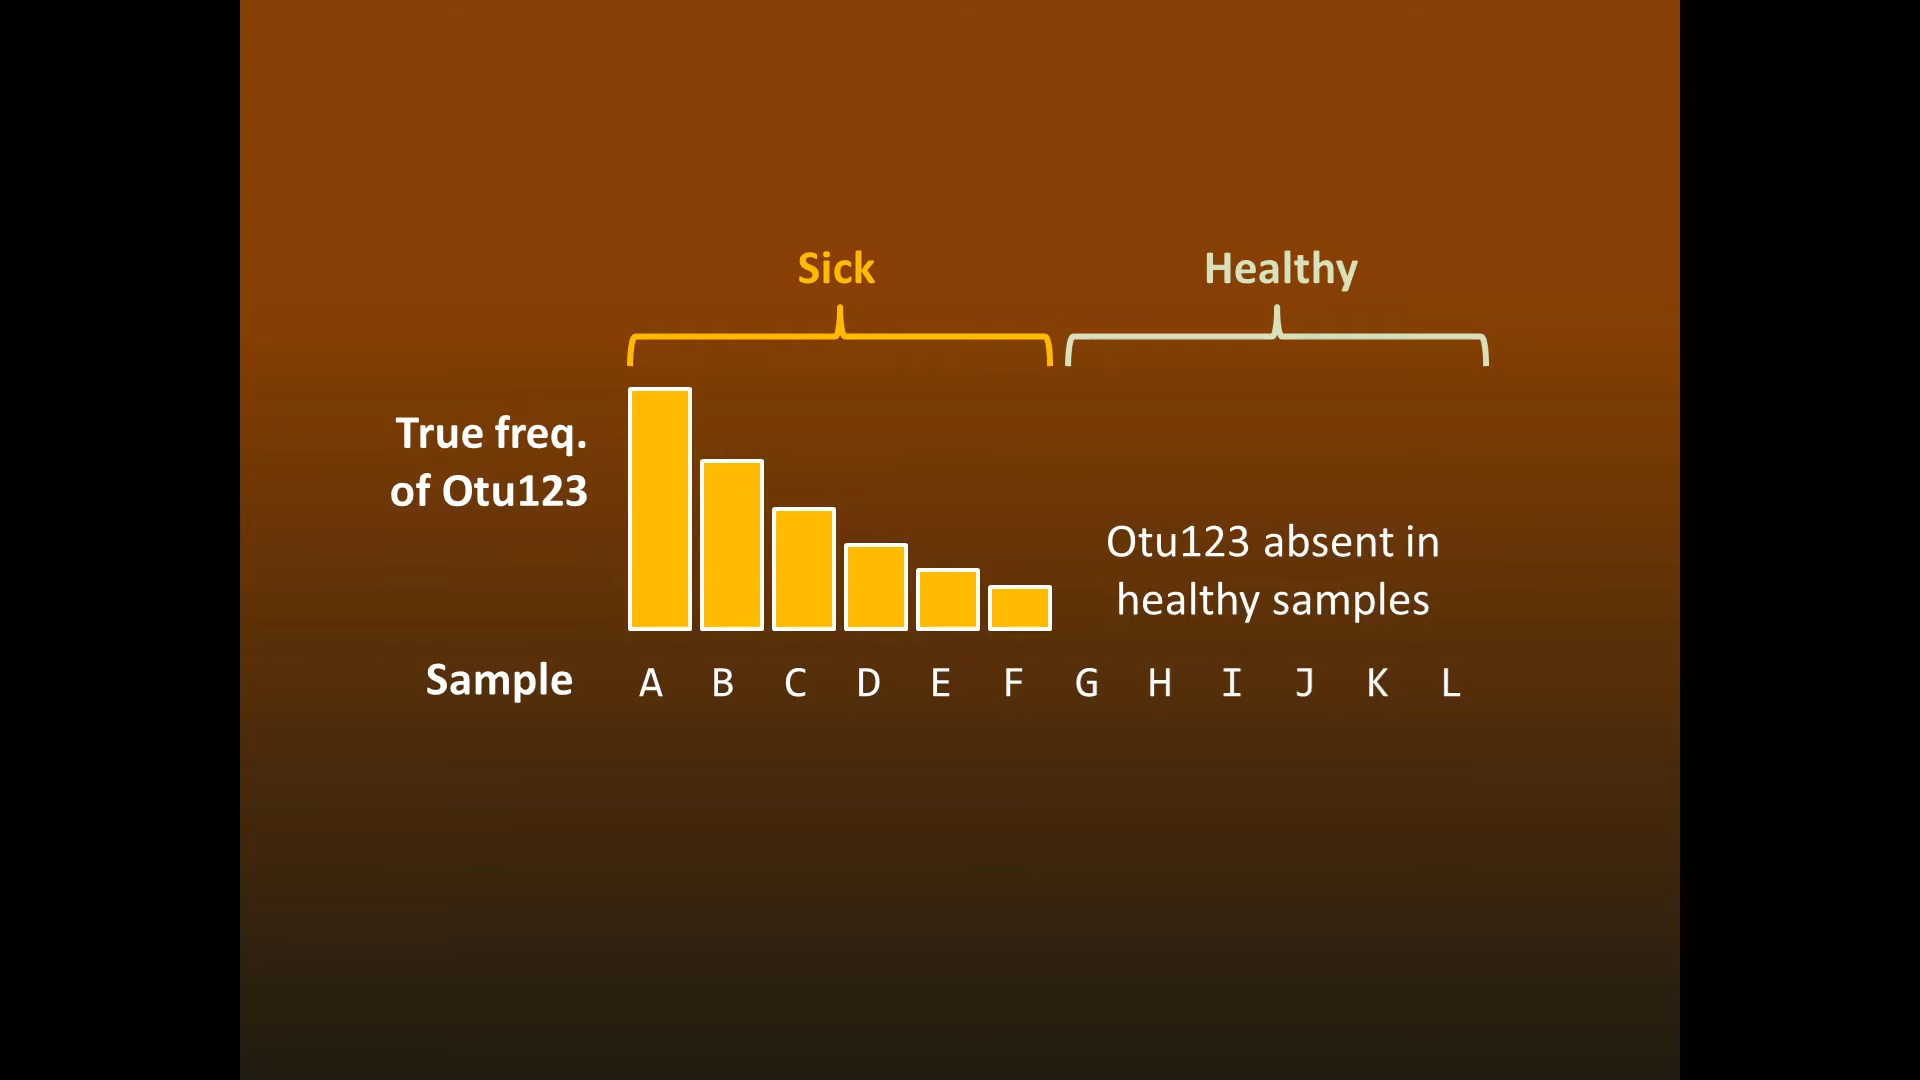 Sick
Healthy
True freq.
of Otu123
Otu123 absent in
healthy samples
Sample A B C D E F G H I J K L